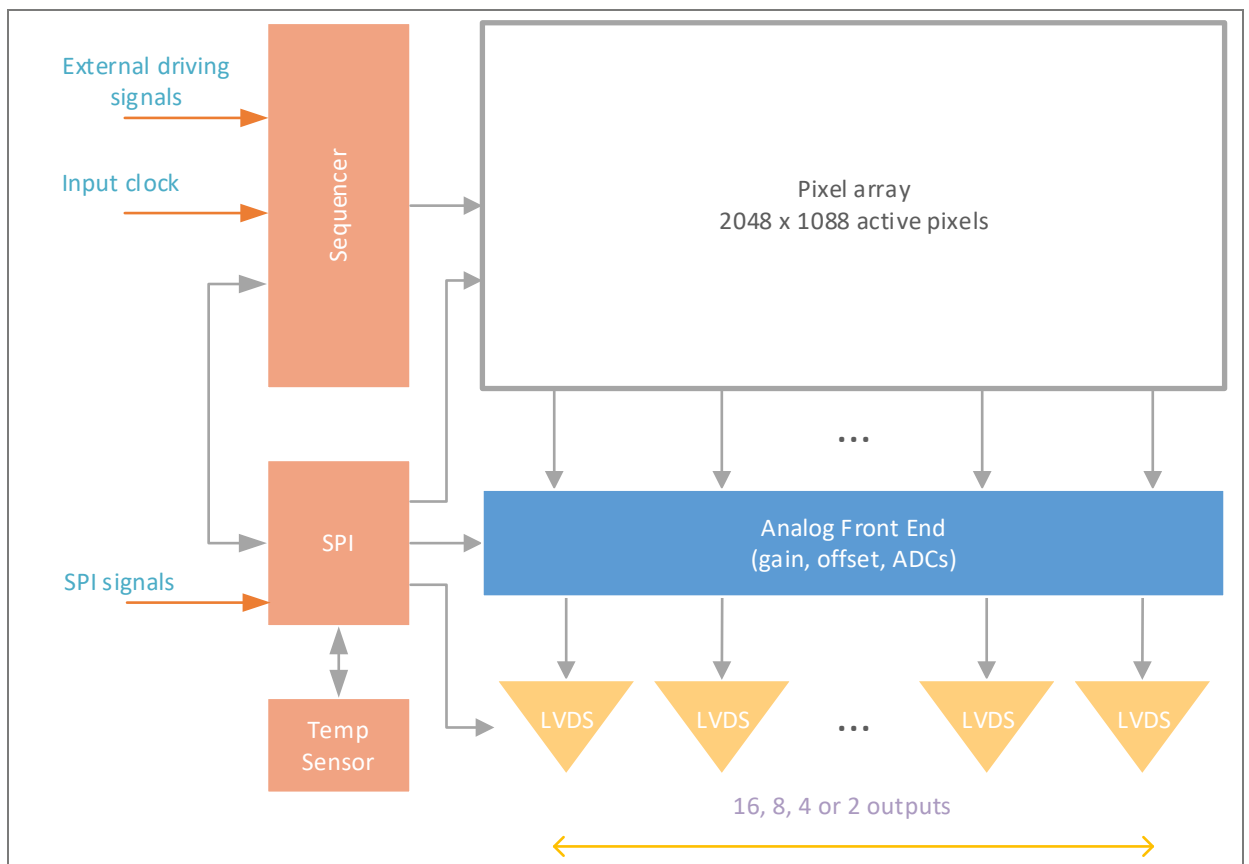 External driving
signals
Input clock
Sequencer
Pixel array
2048 x 1088 active pixels
...
SPI
SPI signals
Analog Front End
(gain, offset, ADCs)
Temp
Sensor
LVDS
LVDS
...
LVDS
LVDS
16, 8, 4 or 2 outputs